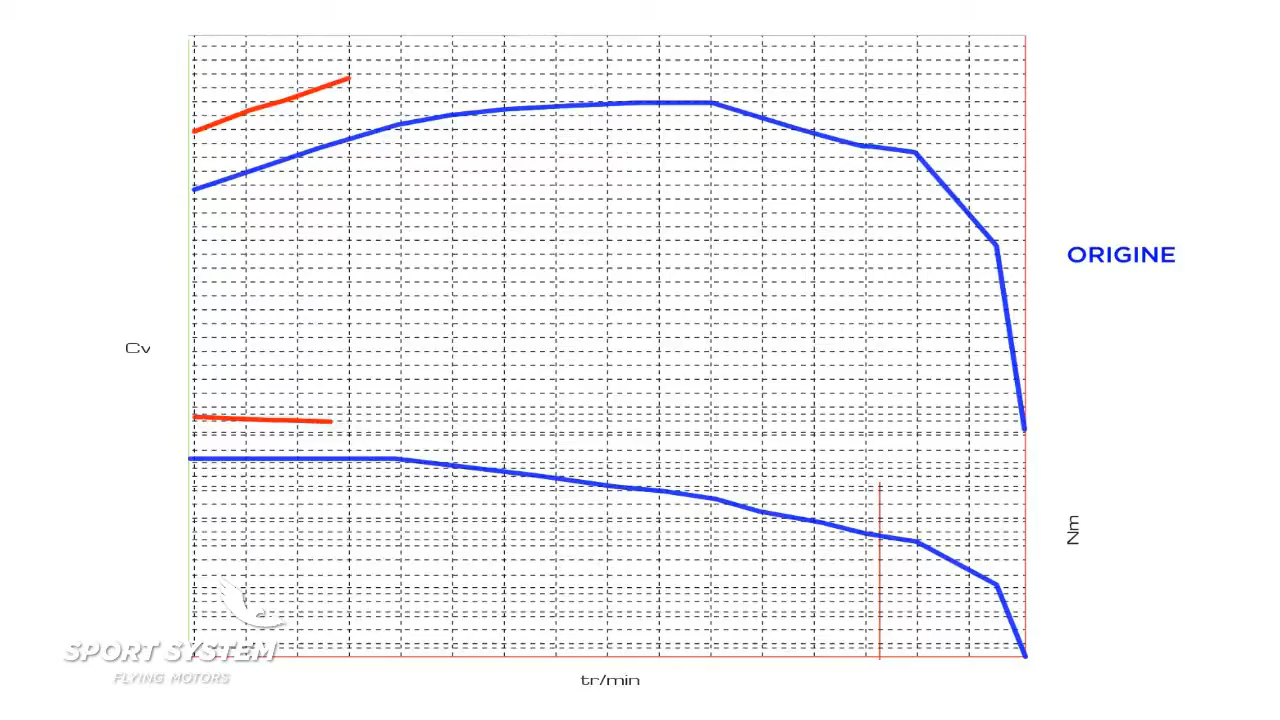 ORIGINE
Cv
Nm
SPORT SYSTEM
FLYING MOTORS
tr/min